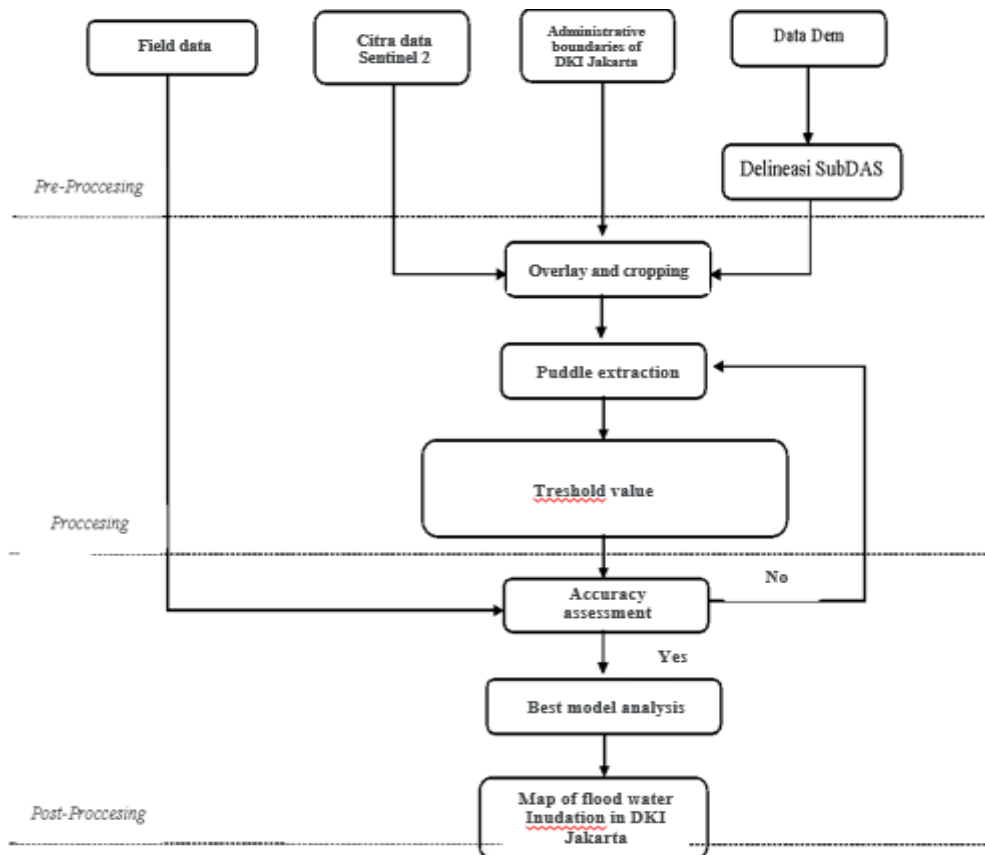 Field data
Citra data
Sentinel 2
Administrative
boundaries of
DKI Jakarta
Data Dem
Delineasi SubDAS
Pre-Proccesing
Overlay and cropping
Puddle extraction
Treshold value
Proccesing
No
Accuracy
assessment
Yes
Best model analysis
Map of flood water
Inudation in DKI
Jakarta
Post-Proccesing